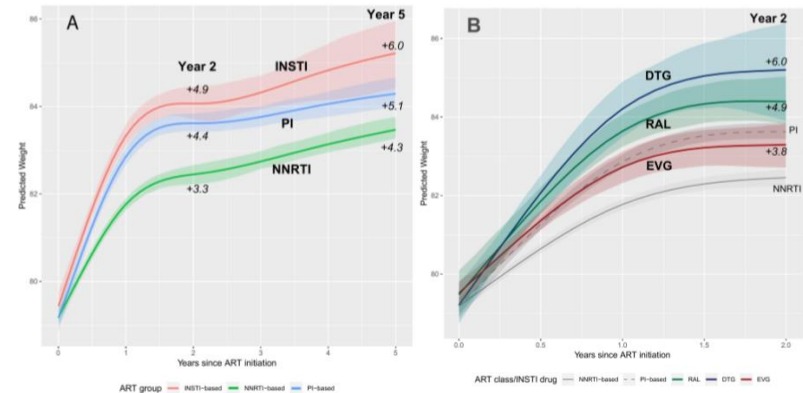 A
Year 5
86
84
82
80
Predicted Weight
Year 2
+4.9
INSTI
+6.0
+4.4
PI
+5.1
+3.3
NNRTI
+4.3
0
1
2
3
4
5
Years since ART initiation
ART group INSTI-based NNRTI-based PI-based
B
Year 2
86
84
82
80
Predicted Weight
DTG
+6.0
RAL
+4.9
PI
EVG
+3.8
NNRTI
0.0
0.5
1.0
1.5
2.0
Years since ART initiation
ART class/INSTI drug NNRTI-based PI-based RAL DTG EVG